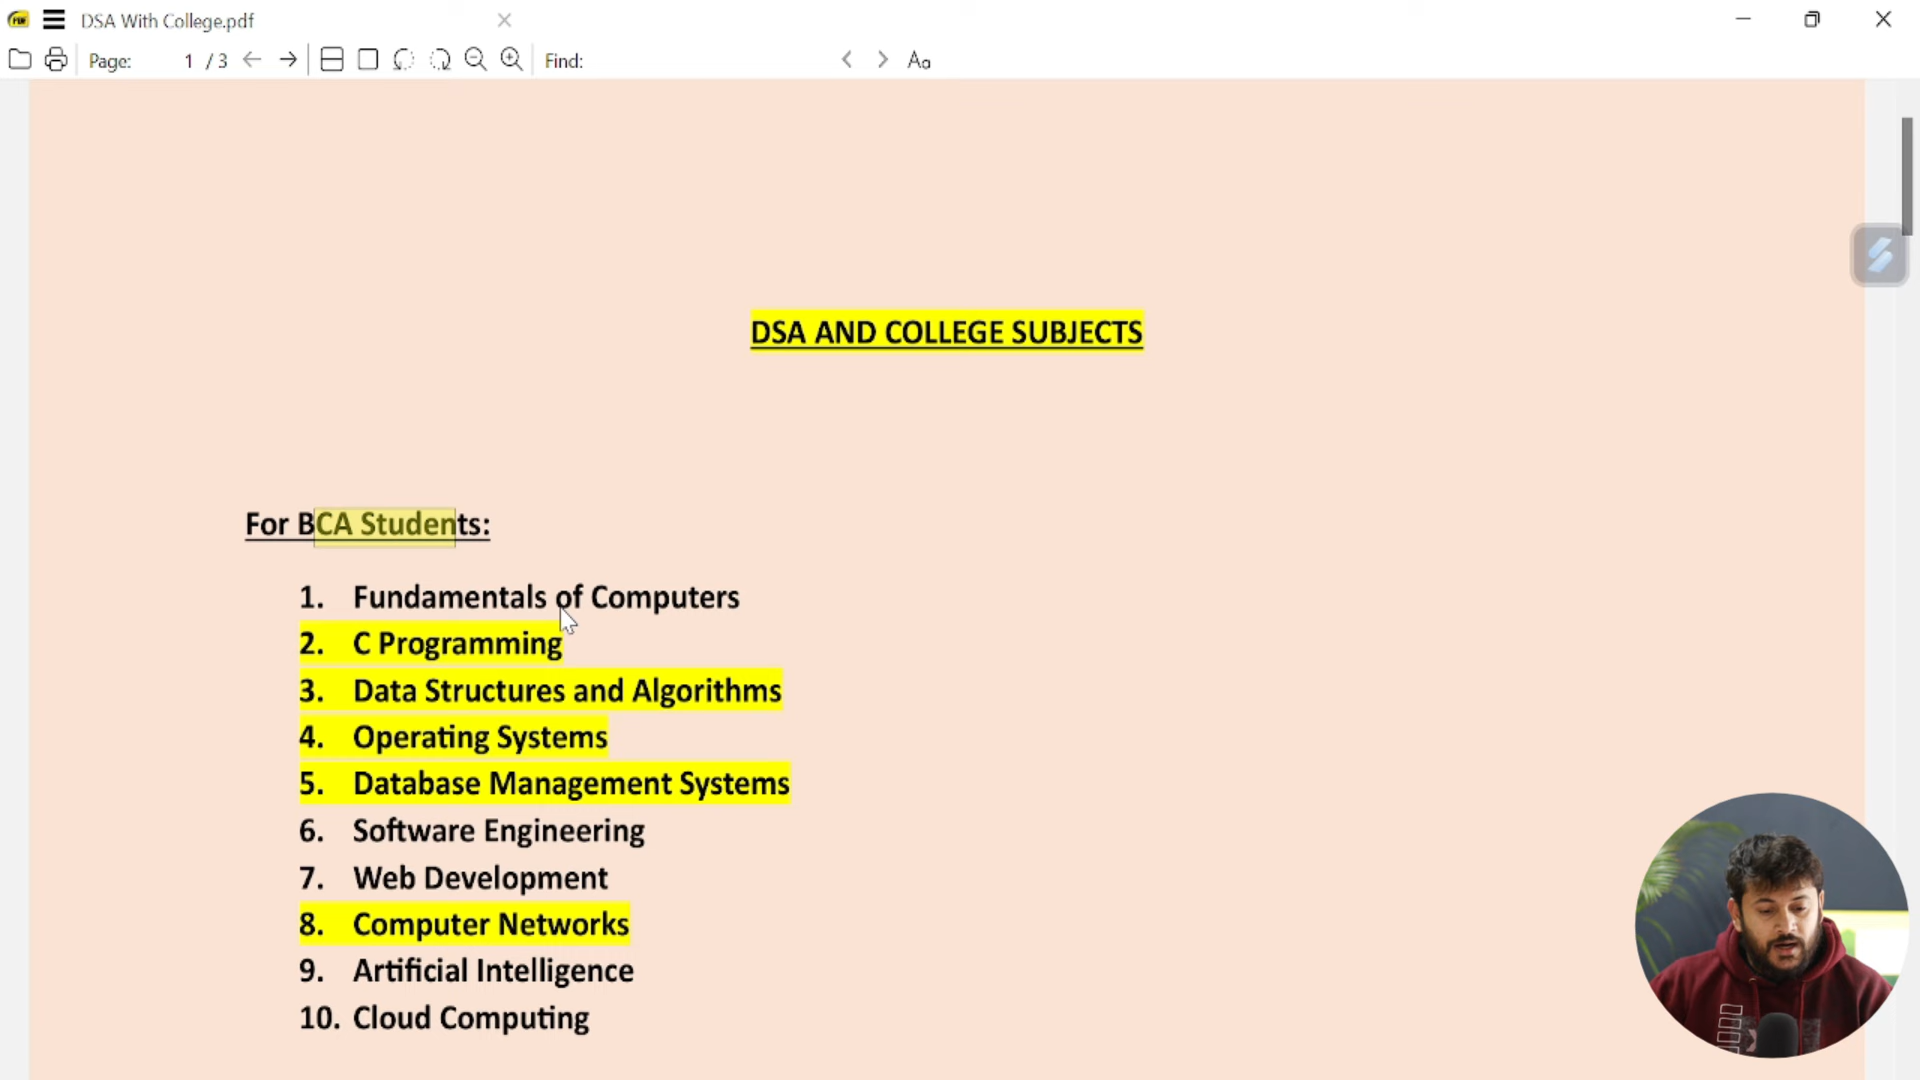 DSA With College.pdf
Page: 1 / 3 Find: Aa
DSA AND COLLEGE SUBJECTS
For BCA Students:
1. Fundamentals of Computers
2. C Programming
3. Data Structures and Algorithms
4. Operating Systems
5. Database Management Systems
6. Software Engineering
7. Web Development
8. Computer Networks
9. Artificial Intelligence
10. Cloud Computing